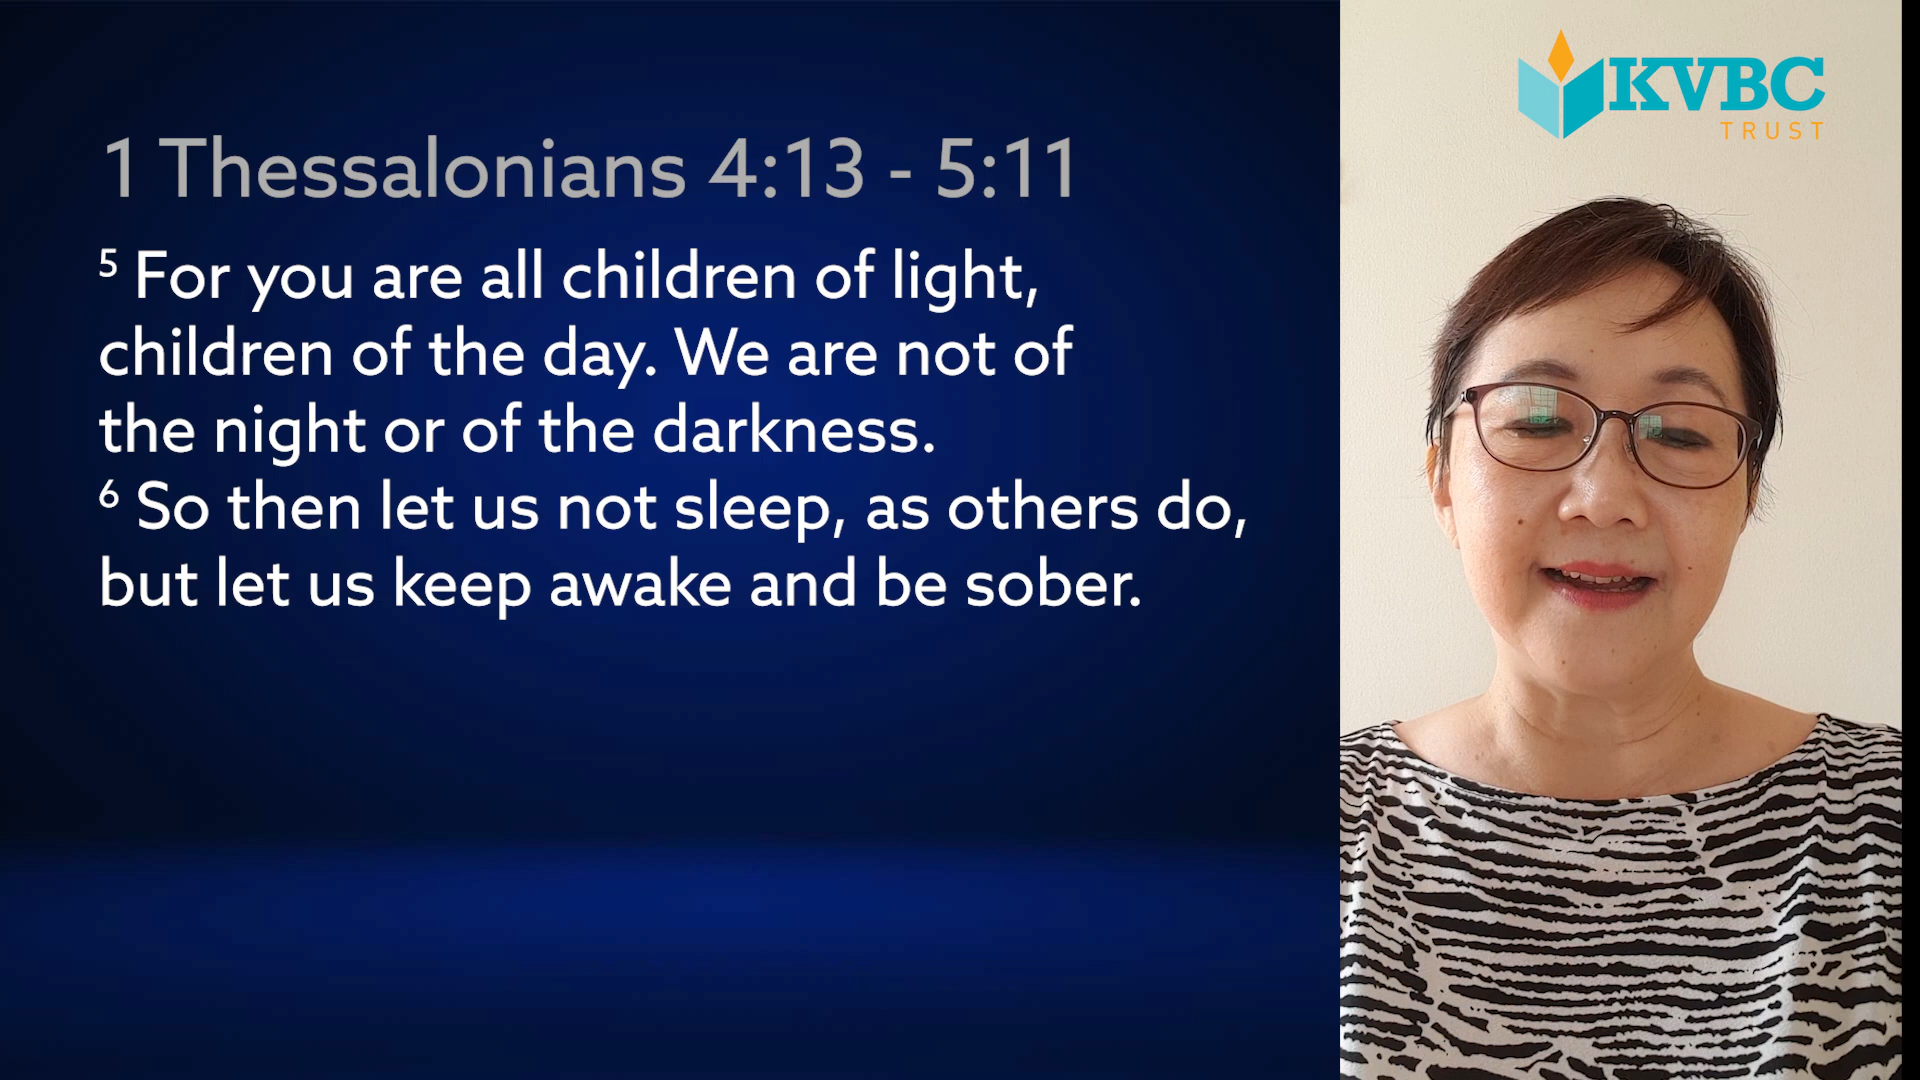 1 Thessalonians 4:13 - 5:11
⁵ For you are all children of light,
children of the day. We are not of
the night or of the darkness.
⁶ So then let us not sleep, as others do,
but let us keep awake and be sober.
KVBC
TRUST